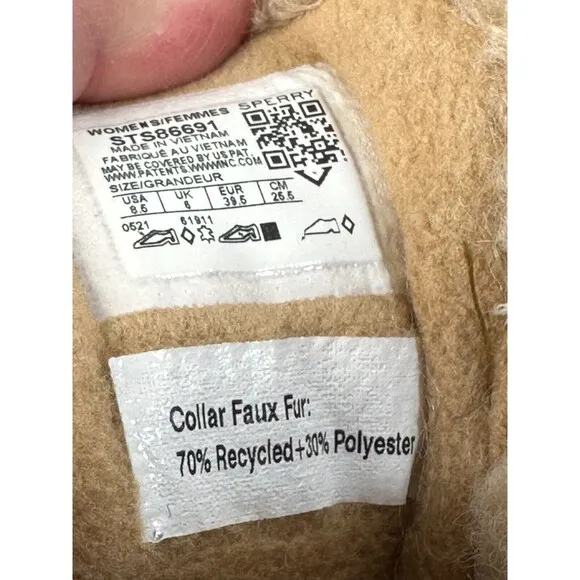 WOMENS/FEMMES SPERRY
STS86691
MADE IN VIETNAM
FABRIQUÉ AU VIETNAM
MAY BE COVERED BY US PAT.
WWW.PATENTS.WWWINC.COM
SIZE/GRANDEUR
USA UK EUR CM
8.5 6 39.5 25.5
0521 61911
Collar Faux Fur:
70% Recycled+30% Polyester